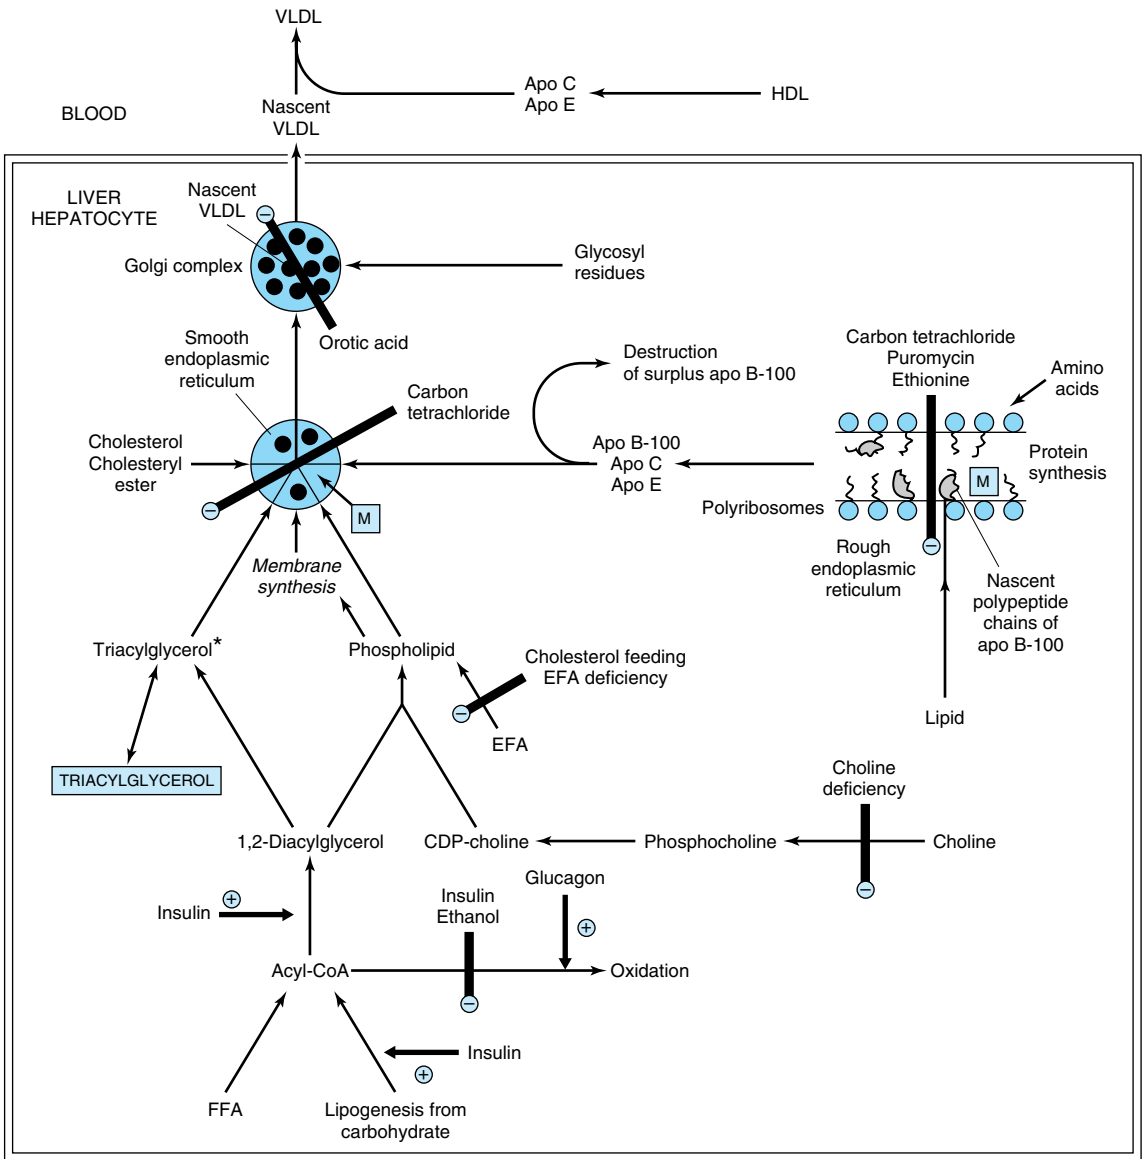 VLDL
Apo C
Apo E
HDL
BLOOD
Nascent
VLDL
LIVER
HEPATOCYTE
Nascent
VLDL
−
Golgi complex
Glycosyl
residues
Orotic acid
Smooth
endoplasmic
reticulum
Destruction
of surplus apo B-100
Carbon tetrachloride
Puromycin
Ethionine
Amino
acids
Carbon
tetrachloride
Cholesterol
Cholesteryl
ester
−
M
Apo B-100
Apo C
Apo E
Protein
synthesis
M
Polyribosomes
−
Rough
endoplasmic
reticulum
Nascent
polypeptide
chains of
apo B-100
Membrane
synthesis
Triacylglycerol*
Phospholipid
Cholesterol feeding
EFA deficiency
−
EFA
Lipid
TRIACYLGLYCEROL
Choline
deficiency
1,2-Diacylglycerol
CDP-choline
Phosphocholine
Choline
−
Glucagon
+
Insulin
Ethanol
Insulin
+
Acyl-CoA
Oxidation
−
Insulin
+
FFA
Lipogenesis from
carbohydrate